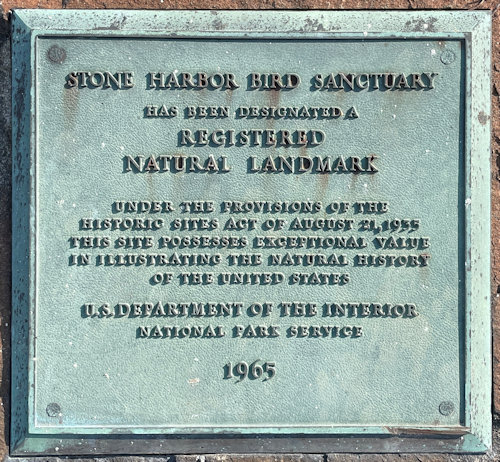 STONE HARBOR BIRD SANCTUARY
HAS BEEN DESIGNATED A
REGISTERED
NATURAL LANDMARK
UNDER THE PROVISIONS OF THE
HISTORIC SITES ACT OF AUGUST 21, 1935
THIS SITE POSSESSES EXCEPTIONAL VALUE
IN ILLUSTRATING THE NATURAL HISTORY
OF THE UNITED STATES
U.S. DEPARTMENT OF THE INTERIOR
NATIONAL PARK SERVICE
1965